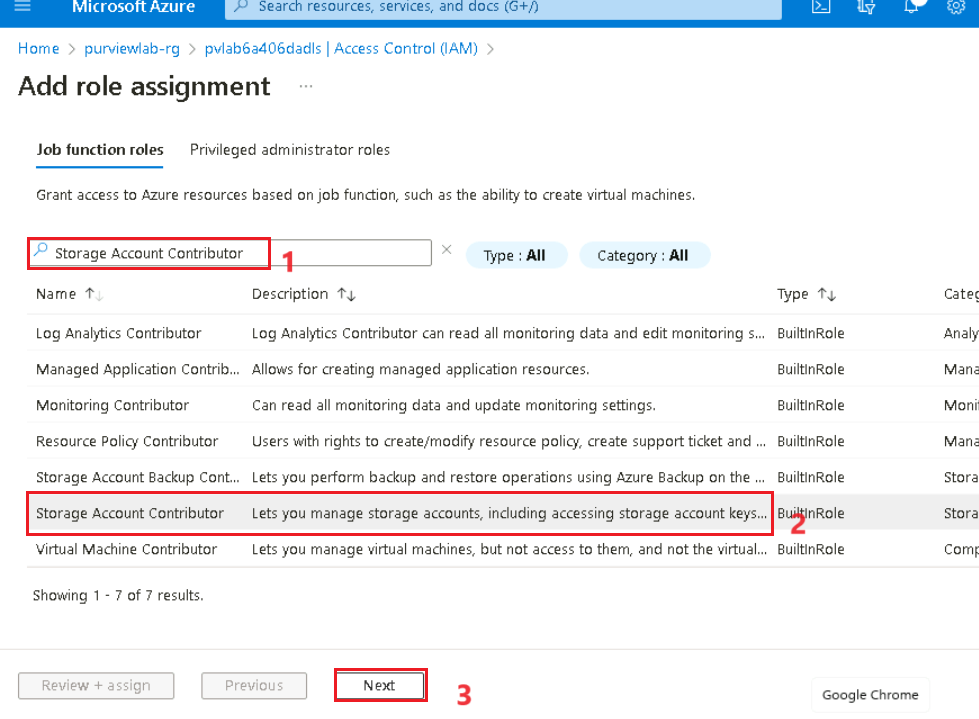 Microsoft Azure
Search resources, services, and docs (G+/)
Home > purviewlab-rg > pvlab6a406dadls | Access Control (IAM) >
Add role assignment ...
Job function roles Privileged administrator roles
Grant access to Azure resources based on job function, such as the ability to create virtual machines.
Storage Account Contributor 1 × Type : All Category : All
Name ↑↓ Description ↑↓ Type ↑↓ Categ
Log Analytics Contributor Log Analytics Contributor can read all monitoring data and edit monitoring s... BuiltInRole Analy
Managed Application Contrib... Allows for creating managed application resources. BuiltInRole Mana
Monitoring Contributor Can read all monitoring data and update monitoring settings. BuiltInRole Monit
Resource Policy Contributor Users with rights to create/modify resource policy, create support ticket and ... BuiltInRole Mana
Storage Account Backup Cont... Lets you perform backup and restore operations using Azure Backup on the ... BuiltInRole Stora
Storage Account Contributor Lets you manage storage accounts, including accessing storage account keys... BuiltInRole Stora
2
Virtual Machine Contributor Lets you manage virtual machines, but not access to them, and not the virtual... BuiltInRole Comp
Showing 1 - 7 of 7 results.
Review + assign Previous Next 3
Google Chrome